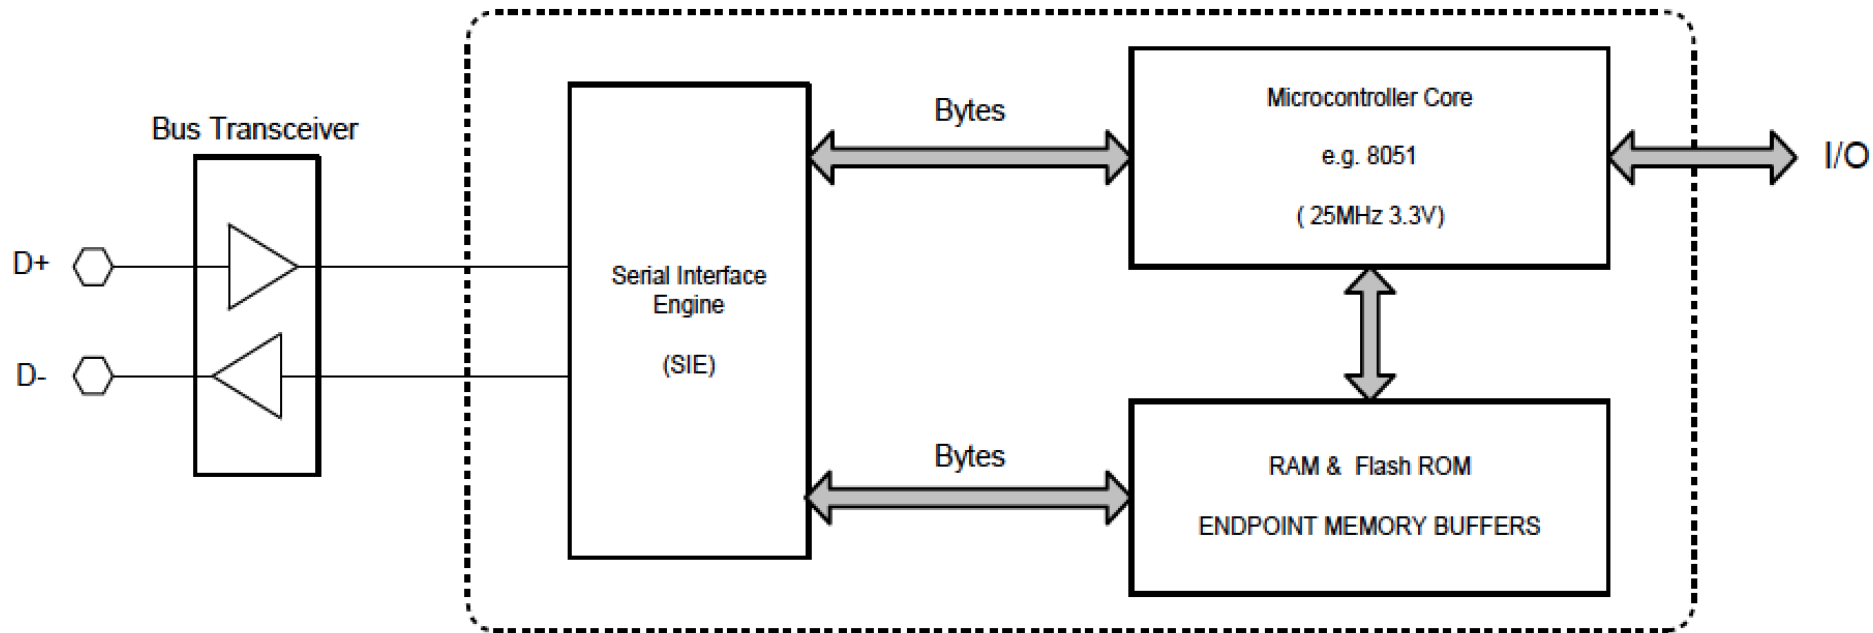 Bus Transceiver
D+
D-
Serial Interface
Engine
(SIE)
Bytes
Bytes
Microcontroller Core
e.g. 8051
( 25MHz 3.3V)
I/O
RAM & Flash ROM
ENDPOINT MEMORY BUFFERS